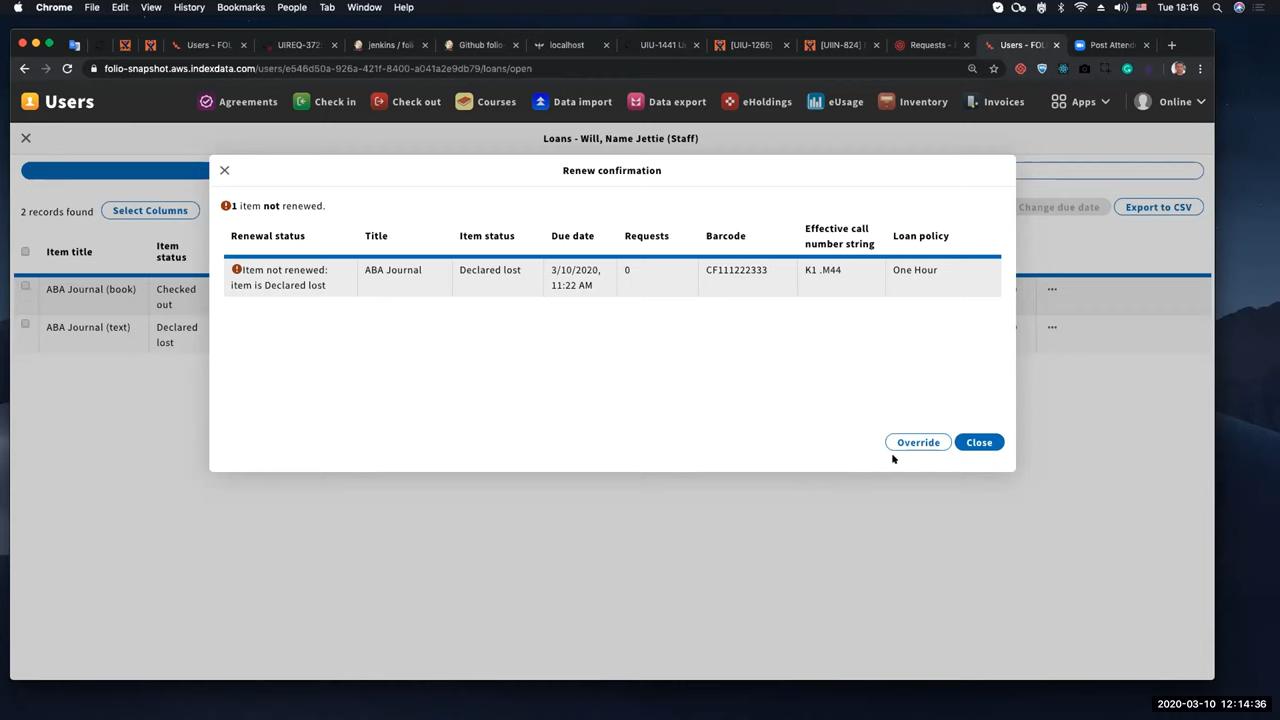 Chrome File Edit View History Bookmarks People Tab Window Help Tue 18:16
Users - FOL UIREQ-372 jenkins / foli Github folio localhost UIU-1441 U [UIU-1265] [UIIN-824] Requests - Users - FOL Post Attend
folio-snapshot.aws.indexdata.com/users/e546d50a-926a-421f-8400-a041a2e9db79/loans/open
Users Agreements Check in Check out Courses Data import Data export eHoldings eUsage Inventory Invoices Apps Online
Loans - Will, Name Jettie (Staff)
Renew confirmation
2 records found Select Columns Change due date Export to CSV
1 item not renewed.
Item title Item status
Renewal status Title Item status Due date Requests Barcode Effective call number string Loan policy
Item not renewed: item is Declared lost ABA Journal Declared lost 3/10/2020, 11:22 AM 0 CF111222333 K1 .M44 One Hour
ABA Journal (book) Checked out
ABA Journal (text) Declared lost
Override Close
2020-03-10 12:14:36